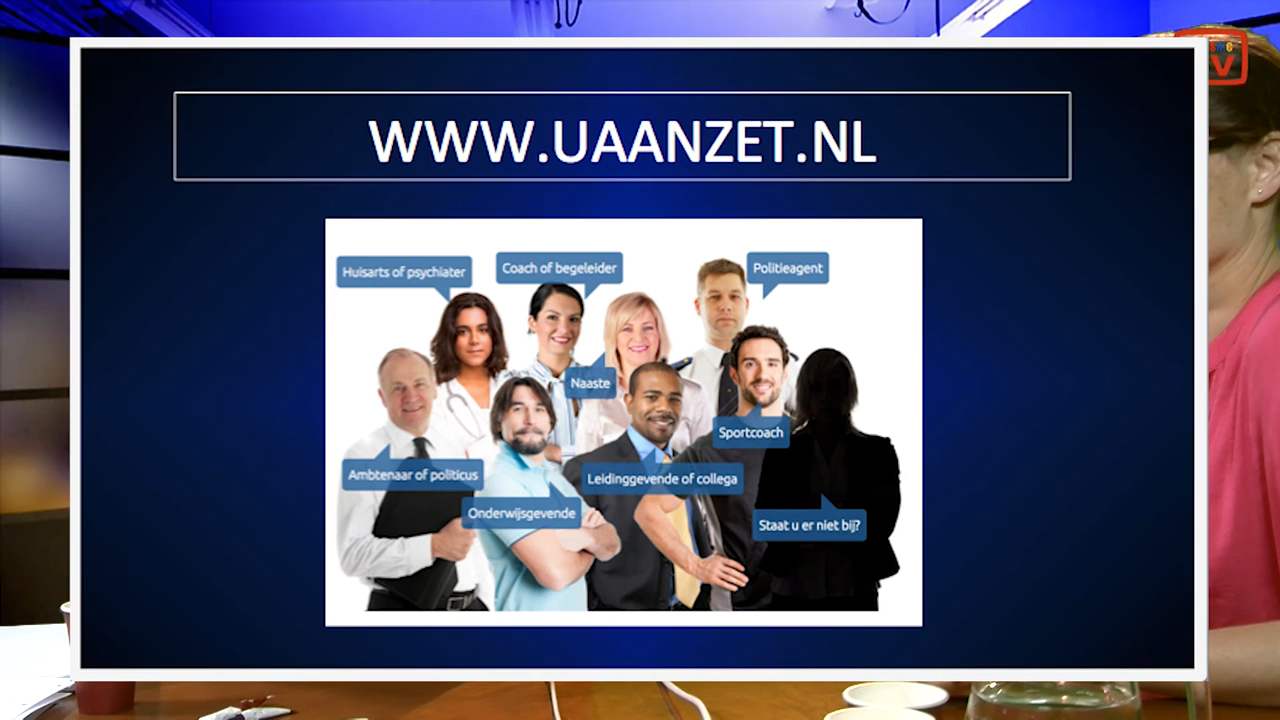 WWW.UAANZET.NL
Huisarts of psychiater
Coach of begeleider
Politieagent
Naaste
Sportcoach
Ambtenaar of politicus
Leidinggevende of collega
Onderwijsgevende
Staat u er niet bij?